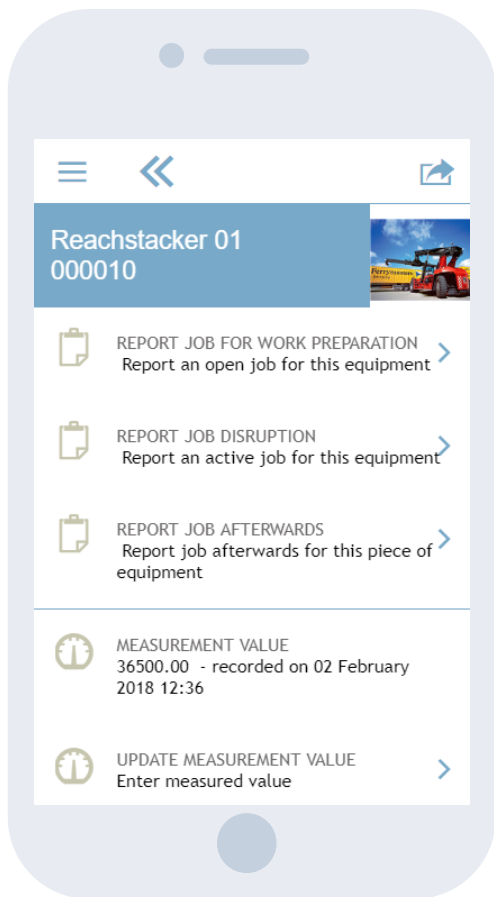 Reachstacker 01
000010
REPORT JOB FOR WORK PREPARATION
Report an open job for this equipment
REPORT JOB DISRUPTION
Report an active job for this equipment
REPORT JOB AFTERWARDS
Report job afterwards for this piece of
equipment
MEASUREMENT VALUE
36500.00 - recorded on 02 February
2018 12:36
UPDATE MEASUREMENT VALUE
Enter measured value